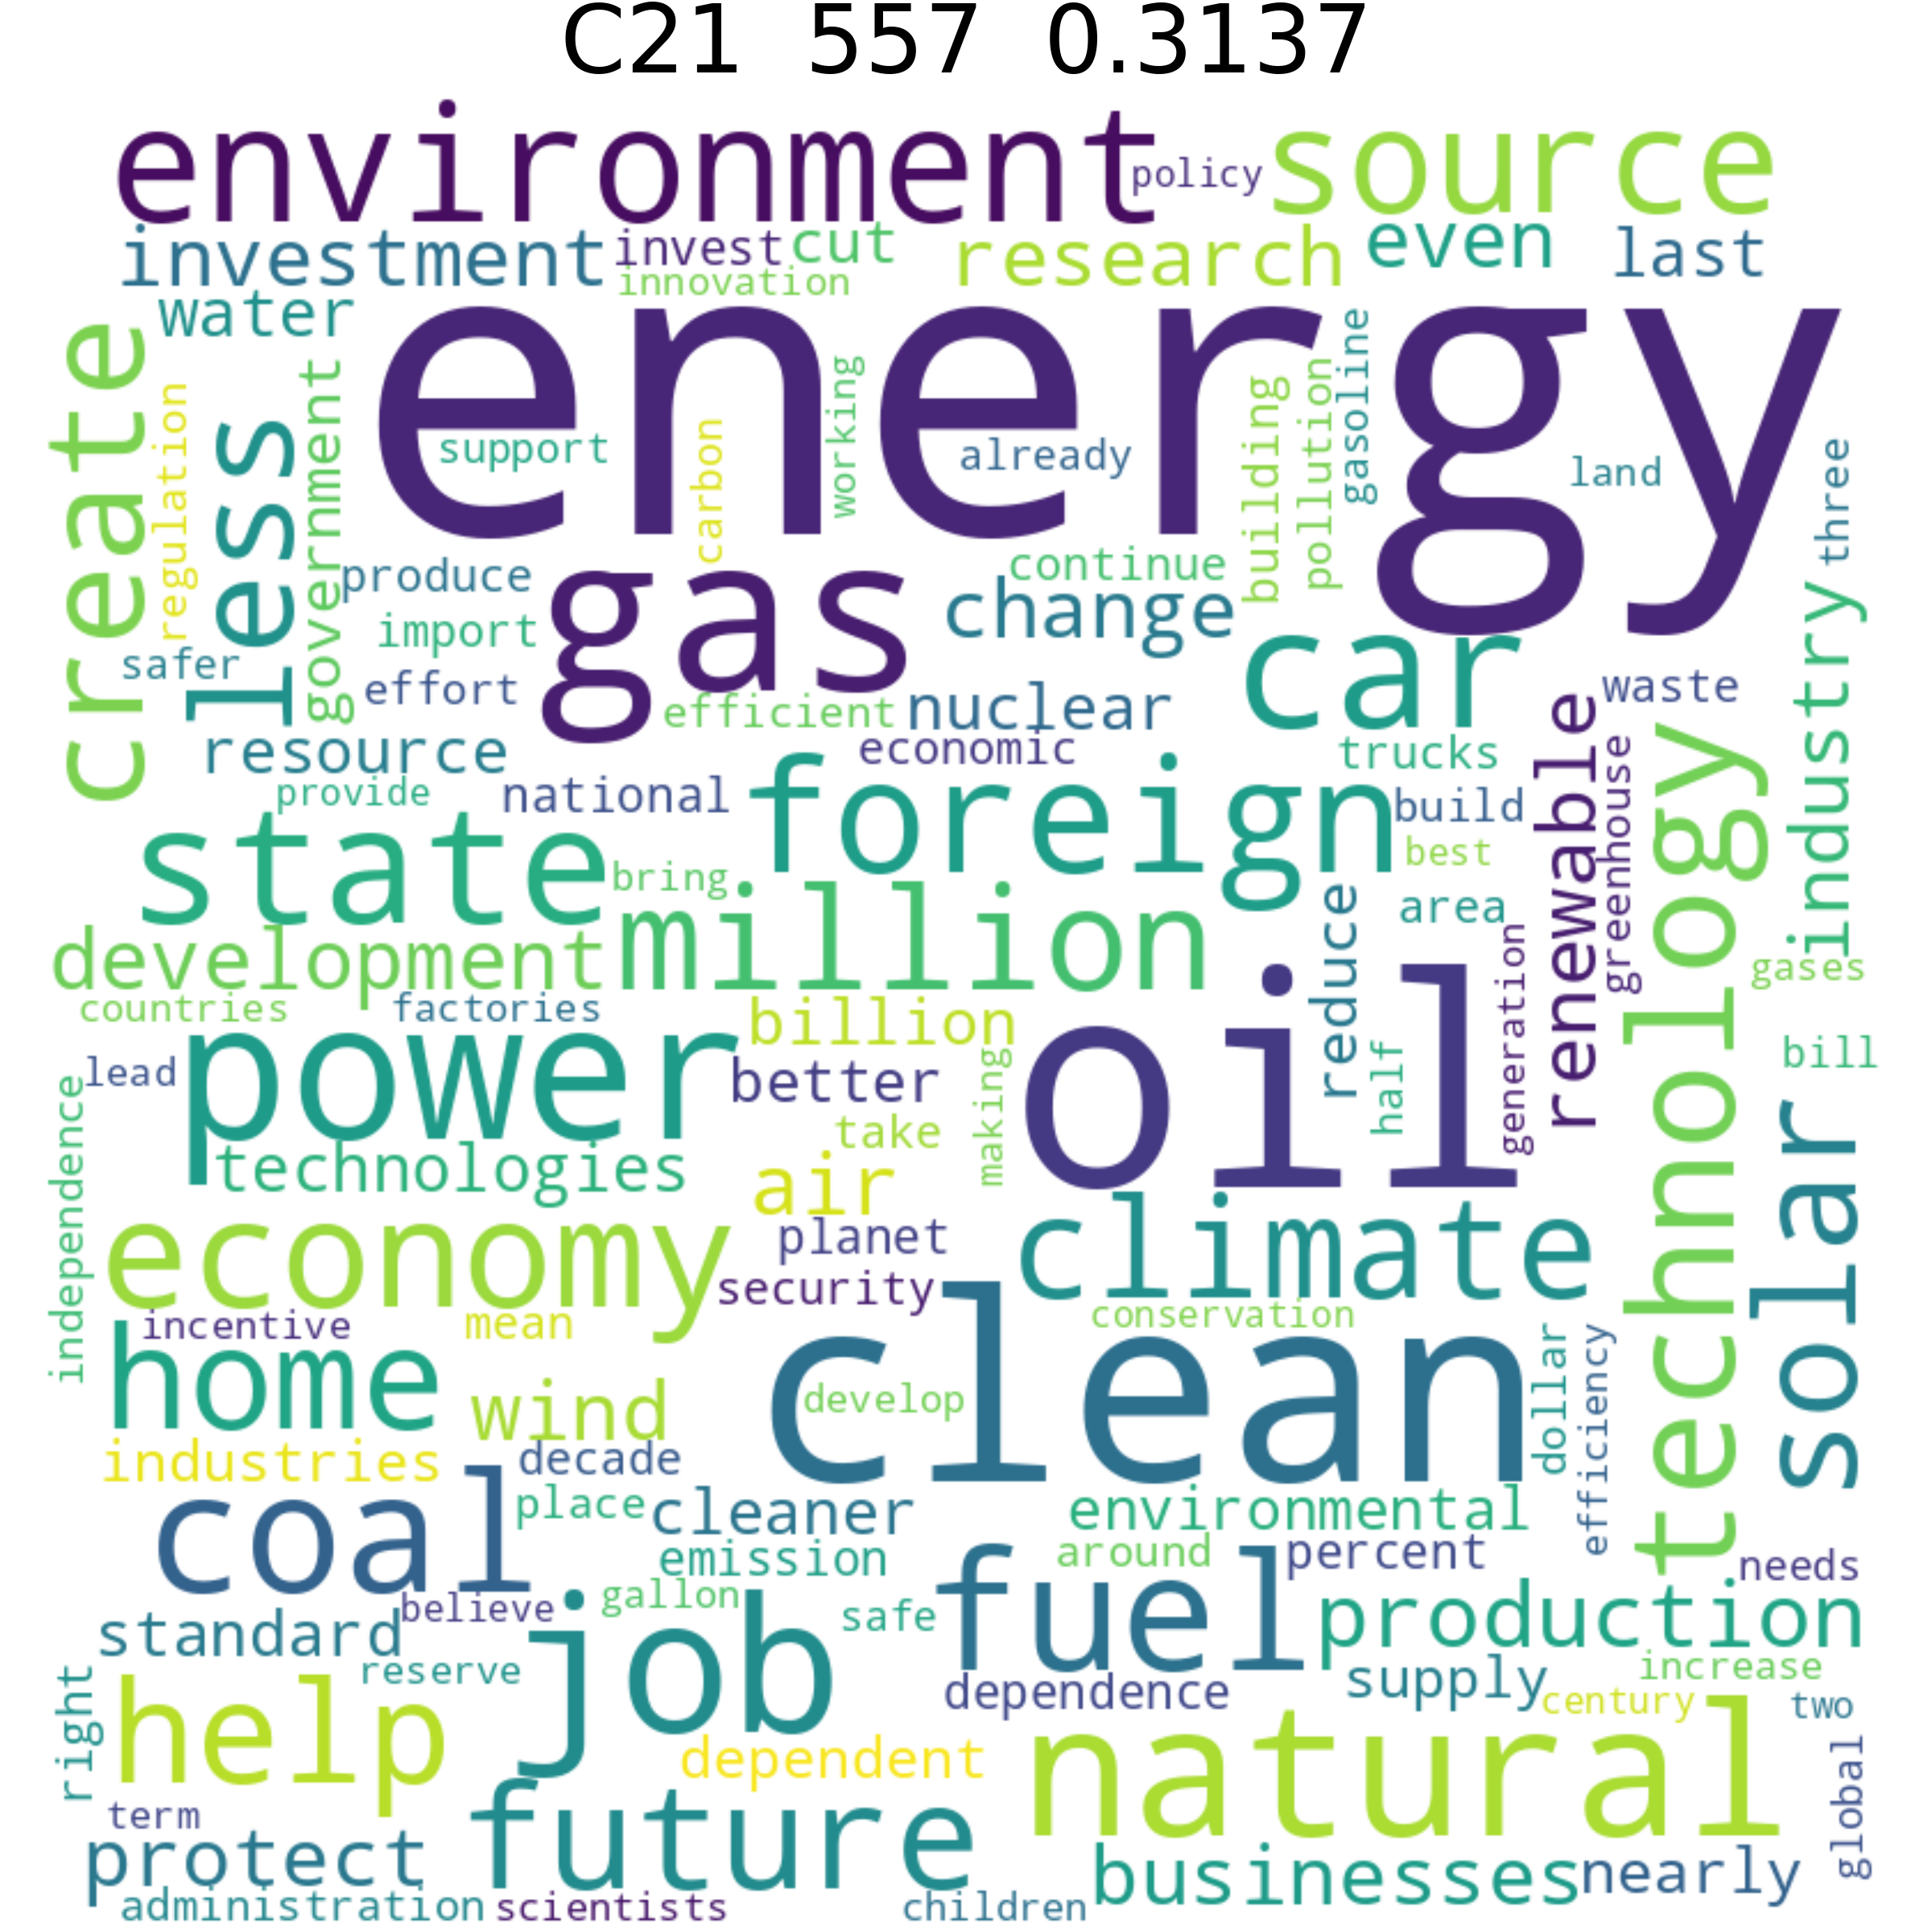 C21 557 0.3137
environment policy source
investment invest cut research even last
innovation
water
energy
create
regulation
less
government
support
carbon
working
already
building
pollution
gasoline
land
three
produce
continue
import
gas
change
car
industry
safer
effort
efficient
nuclear
waste
resource
economic
trucks
renewable
greenhouse
technology
provide
national
foreign
build
state
bring
best
million
reduce
area
development
generation
gases
countries
factories
billion
oil
power
lead
better
making
half
bill
independence
take
technologies
air
solar
economy
planet
climate
security
incentive
mean
conservation
home
clean
wind
develop
dollar
efficiency
industries
decade
coal
place
cleaner
environmental
emission
around
percent
needs
believe
gallon
fuel
standard
job
safe
production
right
reserve
help
dependence
supply
increase
century
two
dependent
natural
global
term
future
protect
businesses
nearly
administration
scientists
children